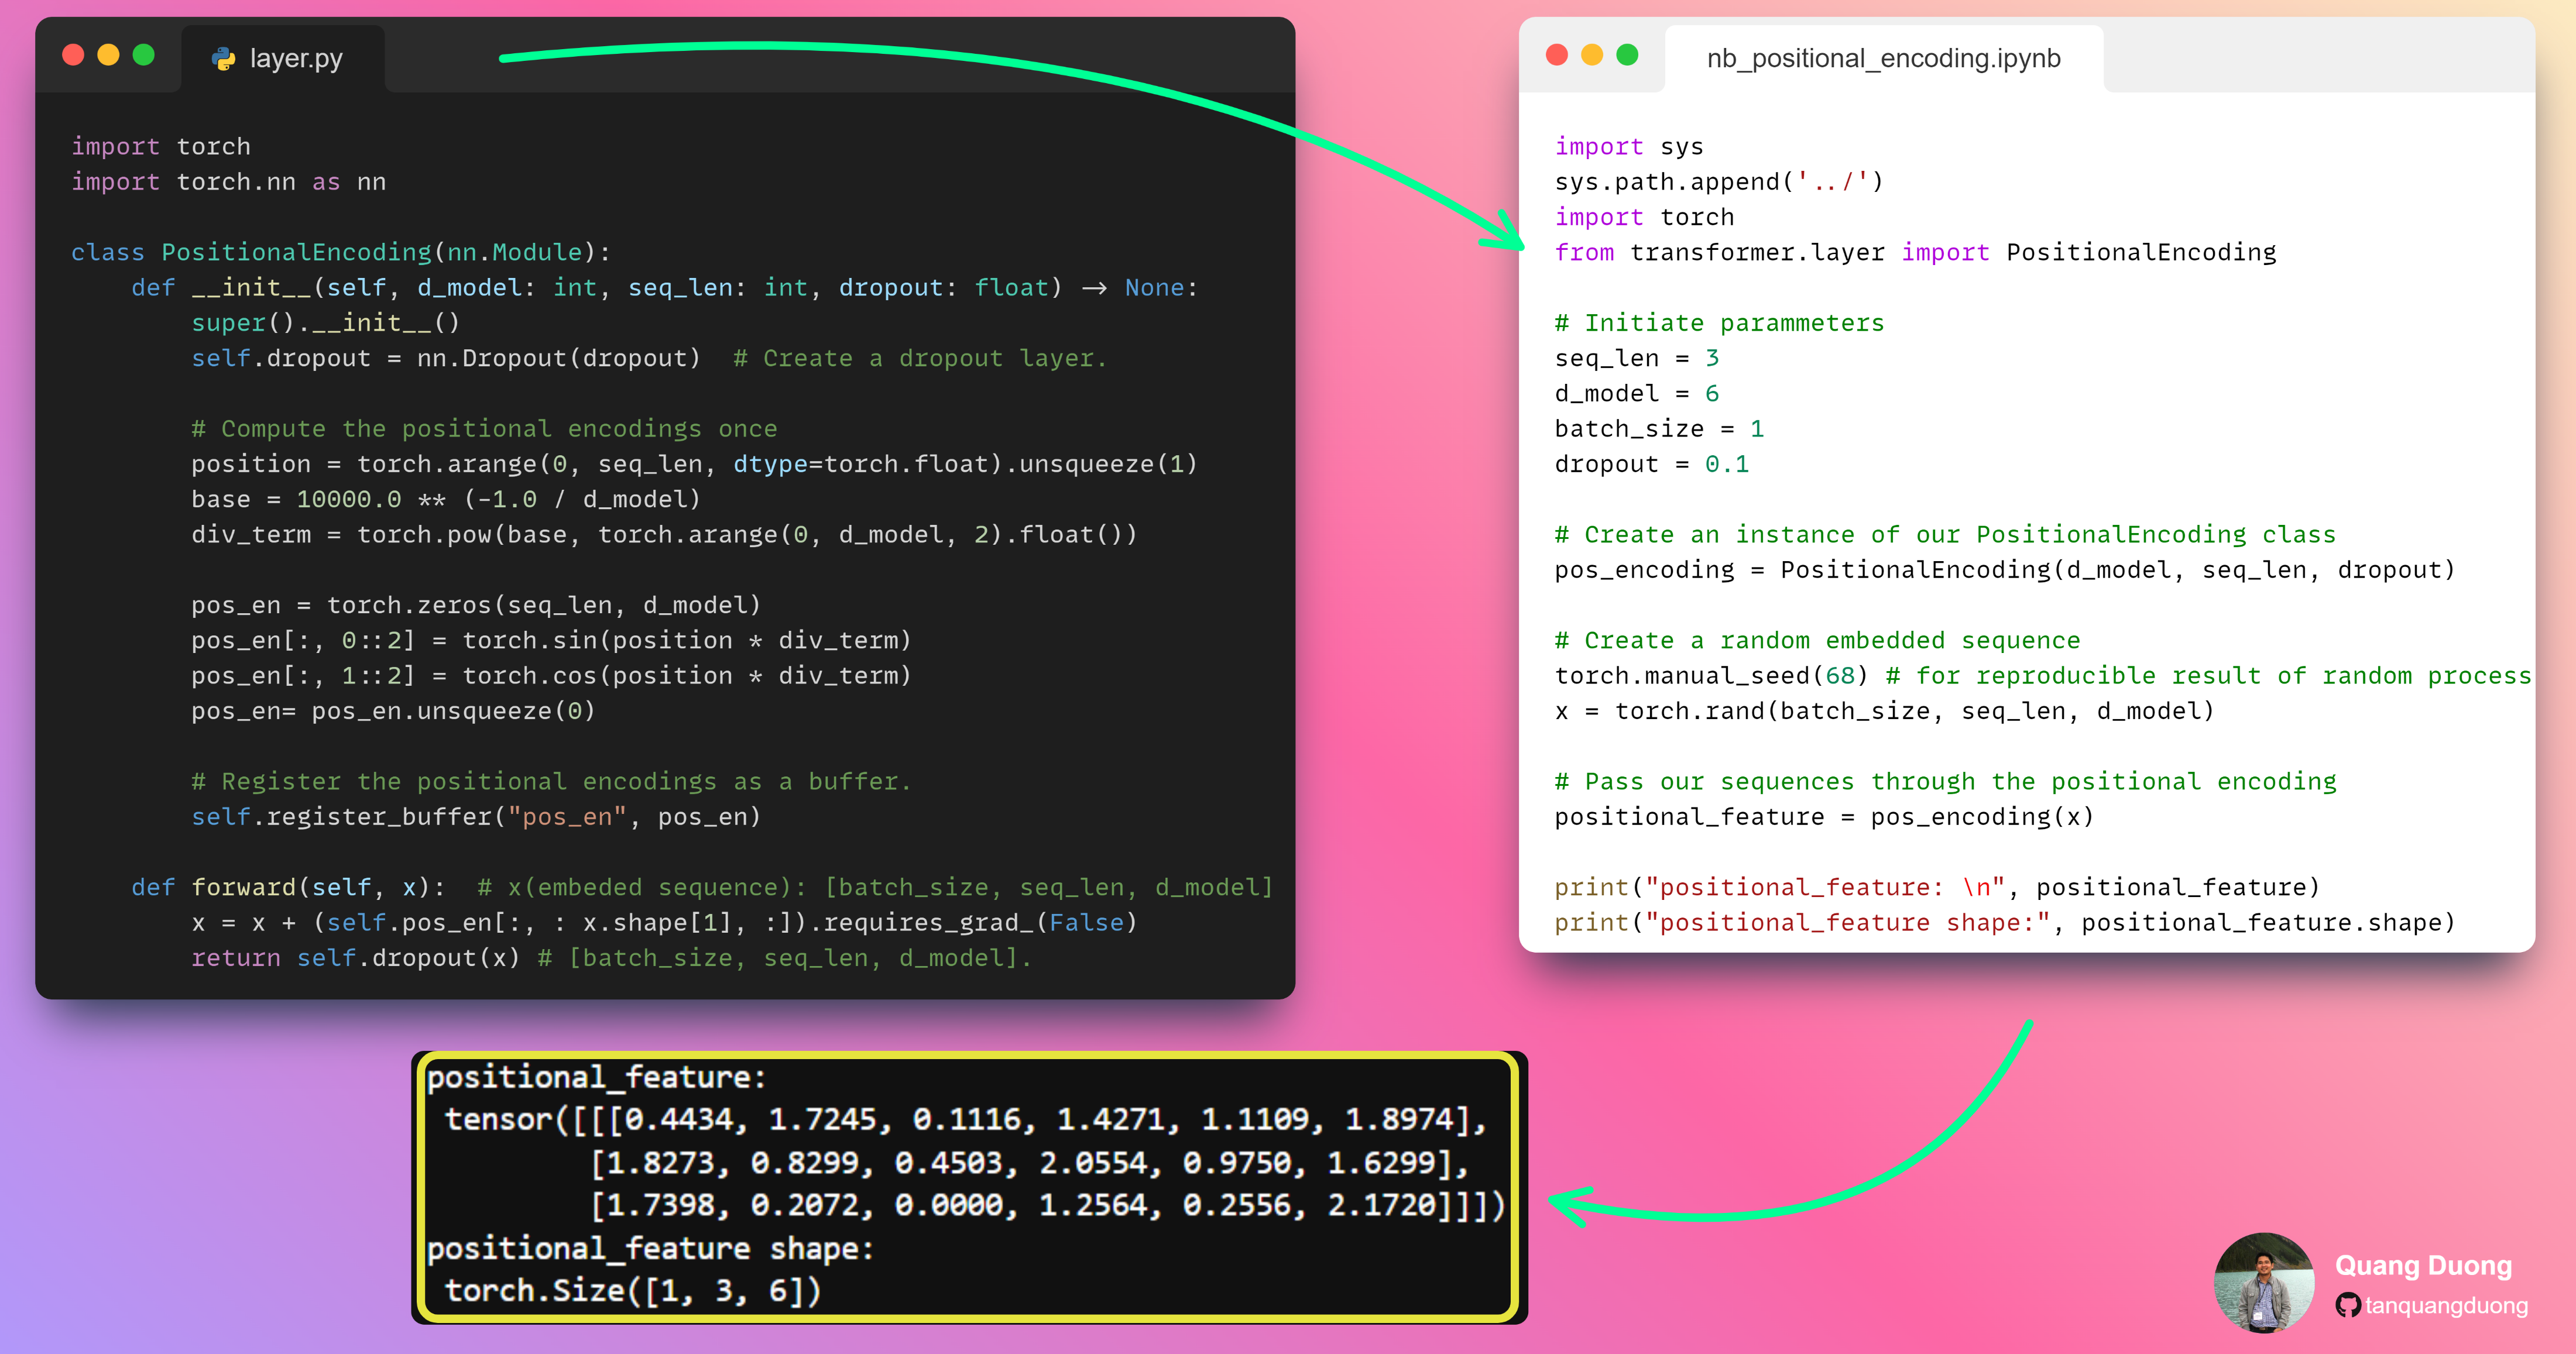 layer.py
import torch
import torch.nn as nn
class PositionalEncoding(nn.Module):
def __init__(self, d_model: int, seq_len: int, dropout: float) → None:
super().__init__()
self.dropout = nn.Dropout(dropout)  # Create a dropout layer.
# Compute the positional encodings once
position = torch.arange(0, seq_len, dtype=torch.float).unsqueeze(1)
base = 10000.0 ** (-1.0 / d_model)
div_term = torch.pow(base, torch.arange(0, d_model, 2).float())
pos_en = torch.zeros(seq_len, d_model)
pos_en[:, 0::2] = torch.sin(position * div_term)
pos_en[:, 1::2] = torch.cos(position * div_term)
pos_en= pos_en.unsqueeze(0)
# Register the positional encodings as a buffer.
self.register_buffer("pos_en", pos_en)
def forward(self, x):  # x(embeded sequence): [batch_size, seq_len, d_model]
x = x + (self.pos_en[:, : x.shape[1], :]).requires_grad_(False)
return self.dropout(x) # [batch_size, seq_len, d_model].
nb_positional_encoding.ipynb
import sys
sys.path.append('../')
import torch
from transformer.layer import PositionalEncoding
# Initiate parammeters
seq_len = 3
d_model = 6
batch_size = 1
dropout = 0.1
# Create an instance of our PositionalEncoding class
pos_encoding = PositionalEncoding(d_model, seq_len, dropout)
# Create a random embedded sequence
torch.manual_seed(68) # for reproducible result of random process
x = torch.rand(batch_size, seq_len, d_model)
# Pass our sequences through the positional encoding
positional_feature = pos_encoding(x)
print("positional_feature: \n", positional_feature)
print("positional_feature shape:", positional_feature.shape)
positional_feature:
tensor([[[0.4434, 1.7245, 0.1116, 1.4271, 1.1109, 1.8974],
[1.8273, 0.8299, 0.4503, 2.0554, 0.9750, 1.6299],
[1.7398, 0.2072, 0.0000, 1.2564, 0.2556, 2.1720]]])
positional_feature shape:
torch.Size([1, 3, 6])
Quang Duong
tanquangduong